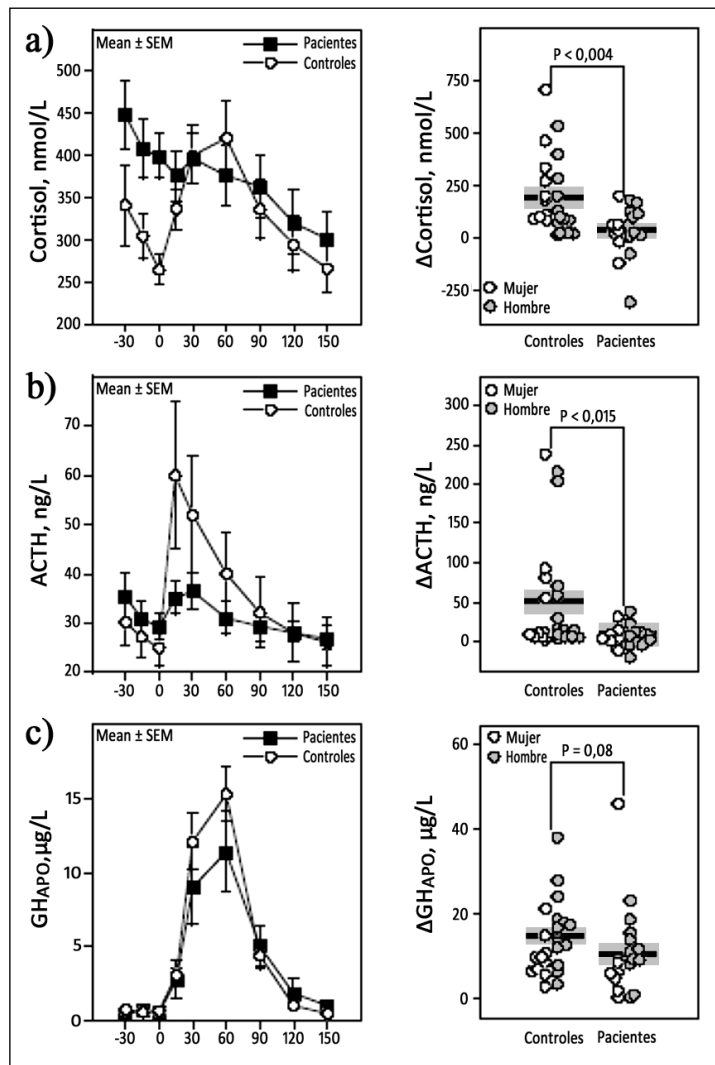 a)
Mean ± SEM
Pacientes
Controles
Cortisol, nmol/L
500
450
400
350
300
250
200
-30 0 30 60 90 120 150
P < 0,004
ΔCortisol, nmol/L
750
500
250
0
-250
Mujer
Hombre
Controles Pacientes
b)
Mean ± SEM
Pacientes
Controles
ACTH, ng/L
70
60
50
40
30
20
-30 0 30 60 90 120 150
Mujer
Hombre
P < 0,015
ΔACTH, ng/L
300
250
200
150
100
50
0
Controles Pacientes
c)
Mean ± SEM
Pacientes
Controles
GHAPO,µg/L
15
10
5
0
-30 0 30 60 90 120 150
Mujer
Hombre
P = 0,08
ΔGHAPO, µg/L
60
40
20
0
Controles Pacientes